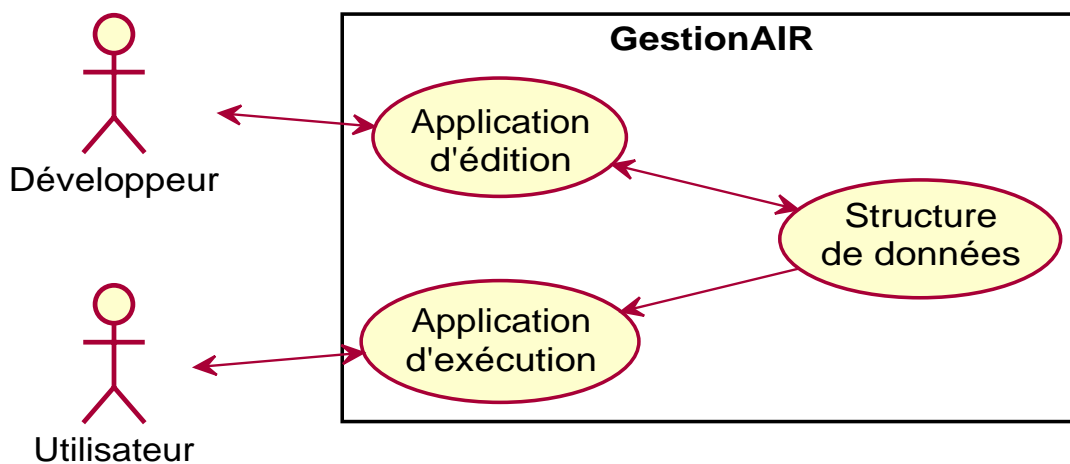 GestionAIR
Application
d'édition
Développeur
Structure
de données
Application
d'exécution
Utilisateur